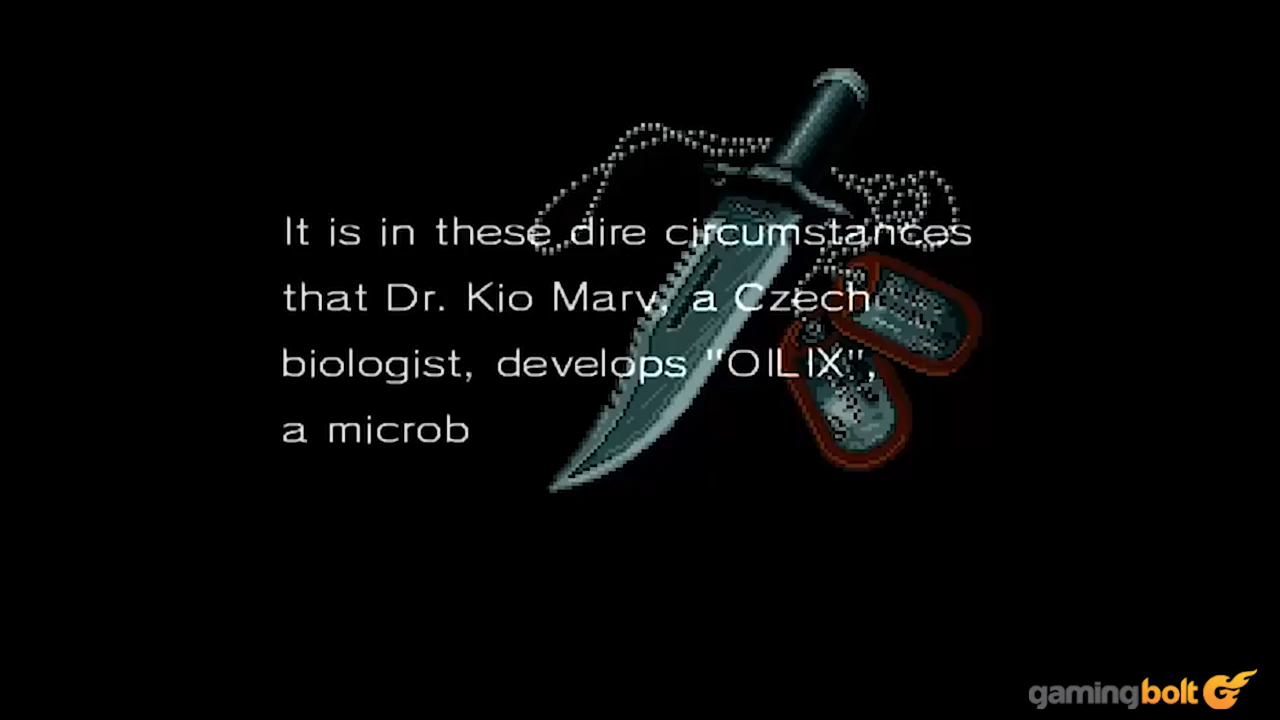 It is in these dire circumstances
that Dr. Kio Marv, a Czech
biologist, develops "OILIX",
a microb
gamingbolt